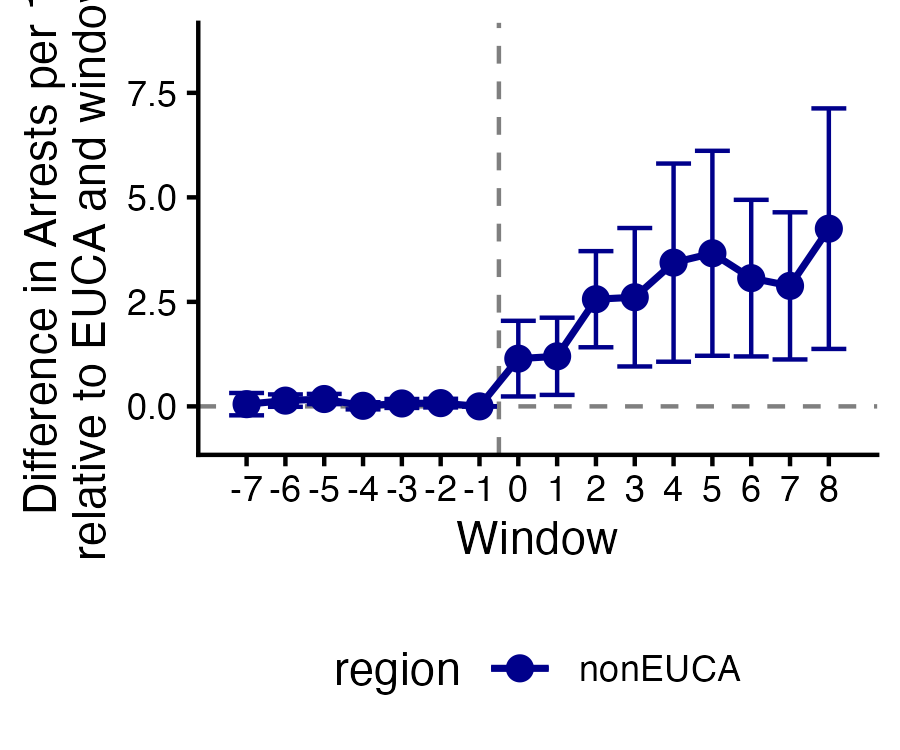 Difference in Arrests per
relative to EUCA and window
7.5
5.0
2.5
0.0
-7 -6 -5 -4 -3 -2 -1 0 1 2 3 4 5 6 7 8
Window
region nonEUCA